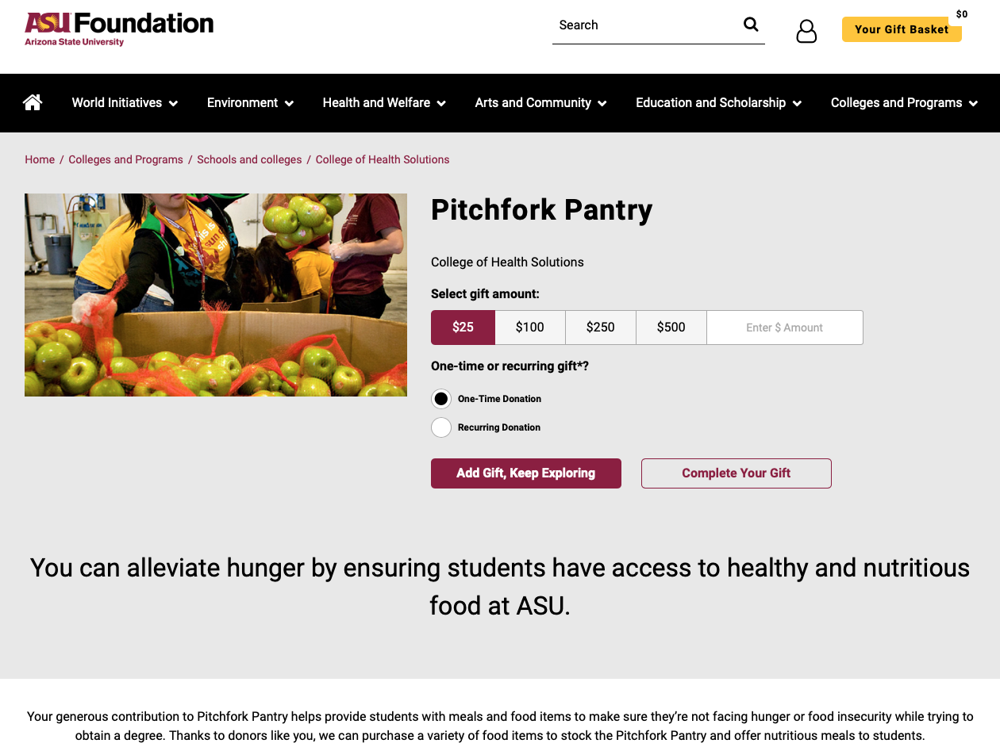 ASU Foundation
Arizona State University
Search
$0
Your Gift Basket
World Initiatives
Environment
Health and Welfare
Arts and Community
Education and Scholarship
Colleges and Programs
Home / Colleges and Programs / Schools and colleges / College of Health Solutions
Pitchfork Pantry
College of Health Solutions
Select gift amount:
$25 $100 $250 $500 Enter $ Amount
One-time or recurring gift*?
One-Time Donation
Recurring Donation
Add Gift, Keep Exploring
Complete Your Gift
You can alleviate hunger by ensuring students have access to healthy and nutritious
food at ASU.
Your generous contribution to Pitchfork Pantry helps provide students with meals and food items to make sure they’re not facing hunger or food insecurity while trying to
obtain a degree. Thanks to donors like you, we can purchase a variety of food items to stock the Pitchfork Pantry and offer nutritious meals to students.